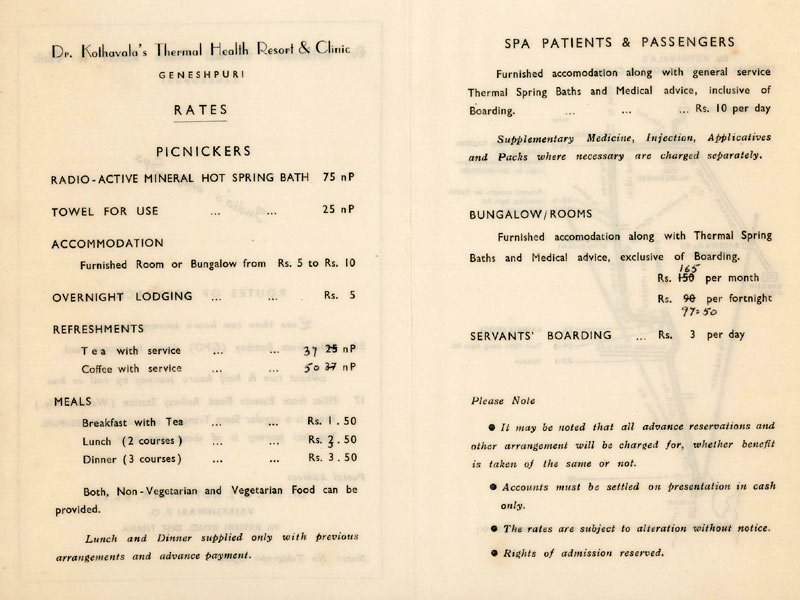 Dr. Kothavala's Thermal Health Resort & Clinic
GENESHPURI
RATES
PICNICKERS
RADIO-ACTIVE MINERAL HOT SPRING BATH 75 nP
TOWEL FOR USE ... ... 25 nP
ACCOMMODATION
Furnished Room or Bungalow from Rs. 5 to Rs. 10
OVERNIGHT LODGING ... ... Rs. 5
REFRESHMENTS
Tea with service ... ... 37 25 nP
Coffee with service ... ... 50 37 nP
MEALS
Breakfast with Tea ... ... Rs. 1.50
Lunch (2 courses) ... ... Rs. 3.50
Dinner (3 courses) ... ... Rs. 3.50
Both, Non-Vegetarian and Vegetarian Food can be
provided.
Lunch and Dinner supplied only with previous
arrangements and advance payment.
SPA PATIENTS & PASSENGERS
Furnished accomodation along with general service
Thermal Spring Baths and Medical advice, inclusive of
Boarding. ... ... ... Rs. 10 per day
Supplementary Medicine, Injection, Applicatives
and Packs where necessary are charged separately.
BUNGALOW/ROOMS
Furnished accomodation along with Thermal Spring
Baths and Medical advice, exclusive of Boarding.
165
Rs. 150 per month
Rs. 90 per fortnight
97=50
SERVANTS' BOARDING ... Rs. 3 per day
Please Note
● It may be noted that all advance reservations and
other arrangement will be charged for, whether benefit
is taken of the same or not.
● Accounts must be settled on presentation in cash
only.
● The rates are subject to alteration without notice.
● Rights of admission reserved.